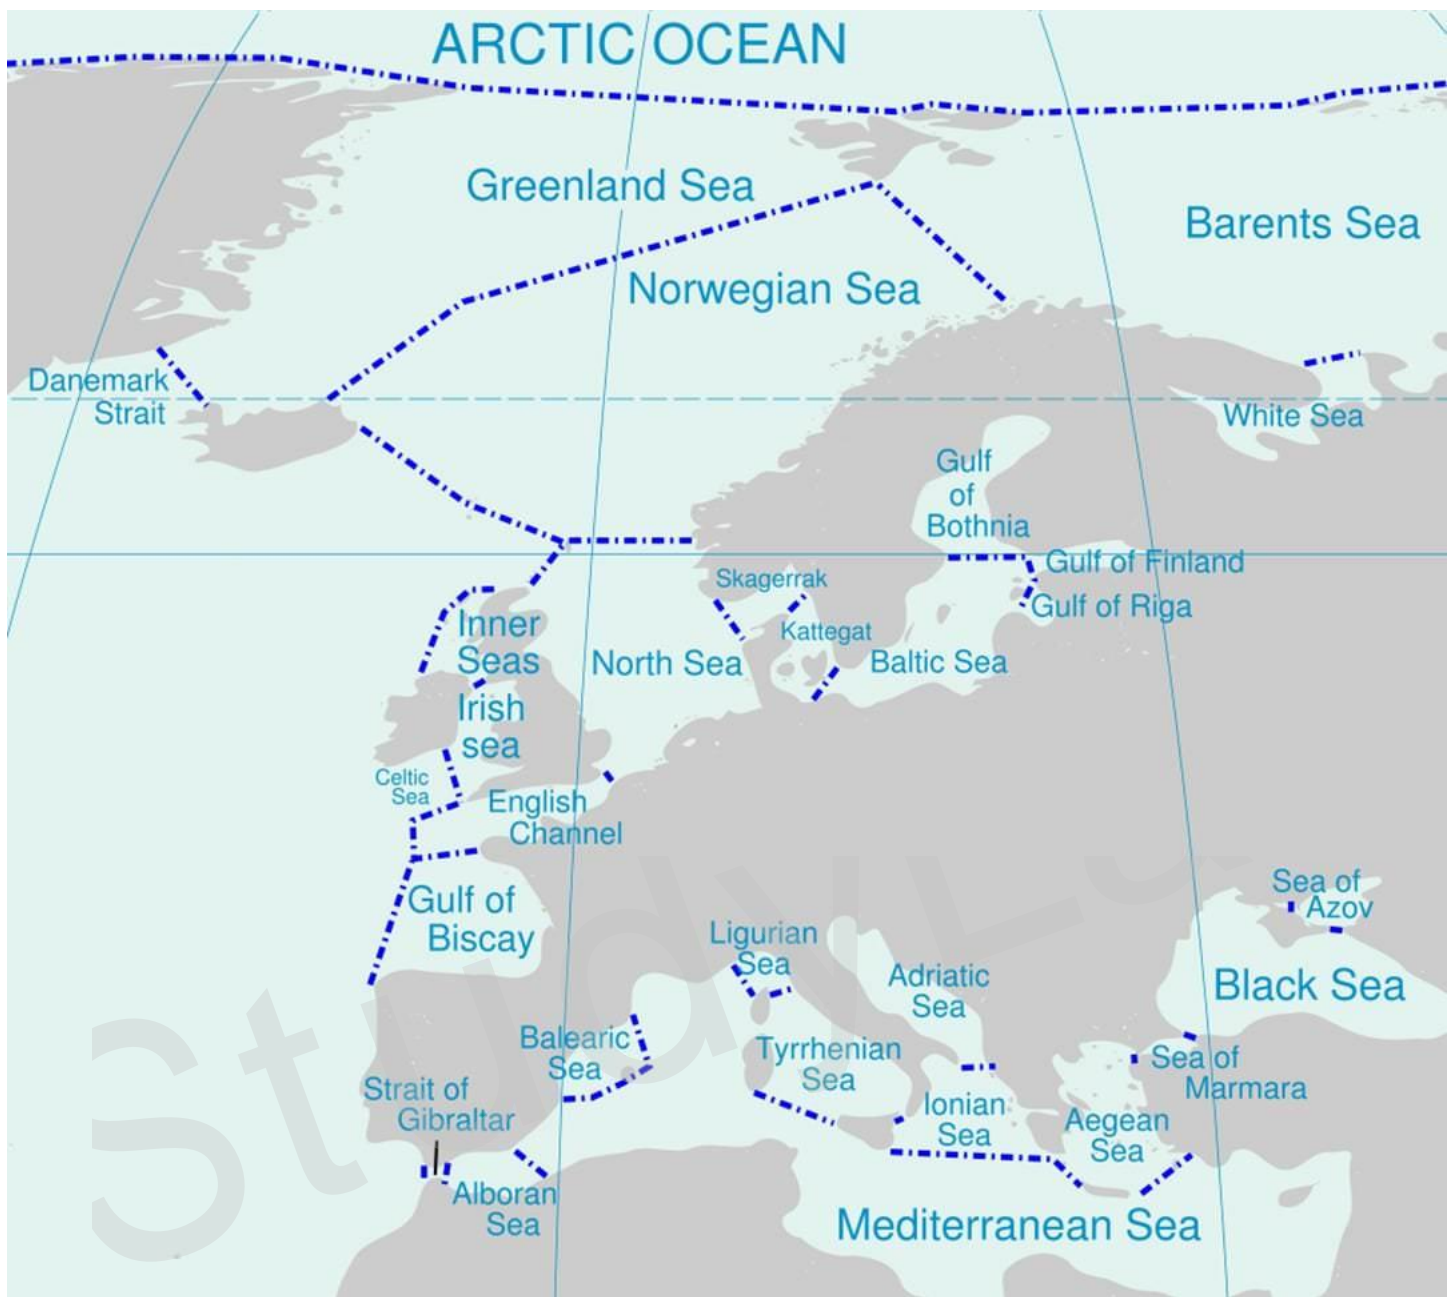 ARCTIC OCEAN
Greenland Sea
Barents Sea
Norwegian Sea
Danemark
Strait
White Sea
Gulf
of
Bothnia
Gulf of Finland
Skagerrak
Gulf of Riga
Inner
Seas
Kattegat
North Sea
Baltic Sea
Irish
sea
Celtic
Sea
English
Channel
Gulf of
Biscay
Sea of
Azov
Ligurian
Sea
Adriatic
Sea
Black Sea
Balearic
Sea
Tyrrhenian
Sea
Sea of
Marmara
Strait of
Gibraltar
Ionian
Sea
Aegean
Sea
Alboran
Sea
Mediterranean Sea